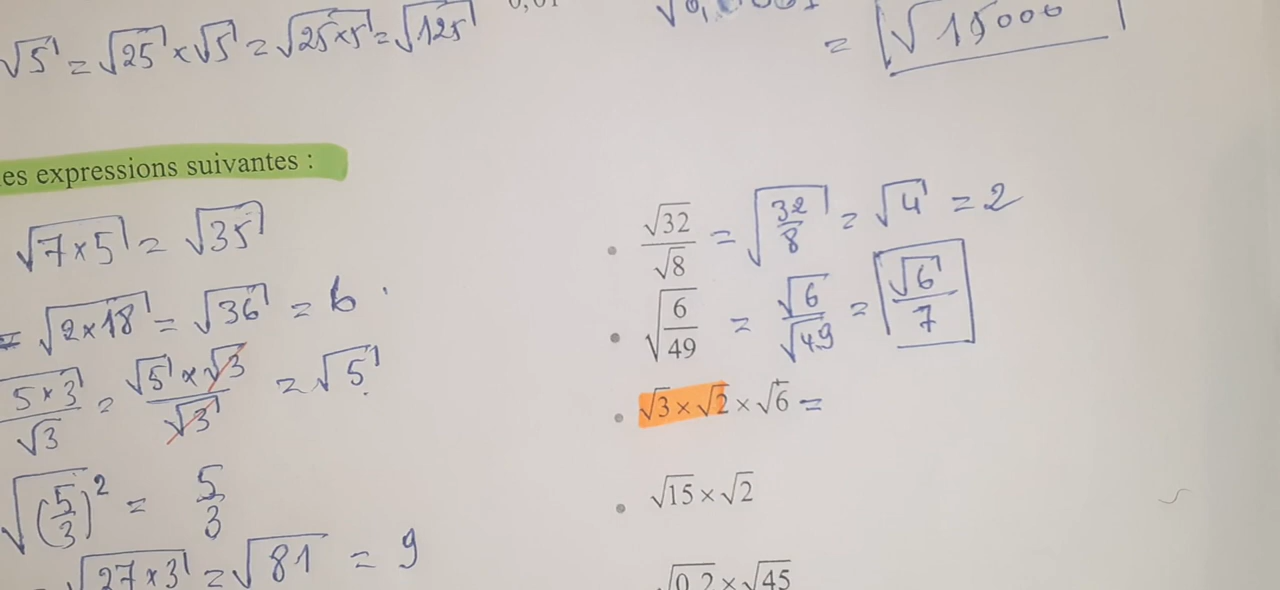 √5 = √25 × √5 = √25×5 = √125
= √15000
es expressions suivantes :
√7×5 = √35
= √2×18 = √36 = 6
5×3/√3 = √5 × √3/√3 = √5
√(5/3)² = 5/3
√27×3 = √81 = 9
• √32/√8 = √32/8 = √4 = 2
• √6/49 = √6/√49 = √6/7
• √3 × √2 × √6 =
• √15 × √2
√0,2 × √45